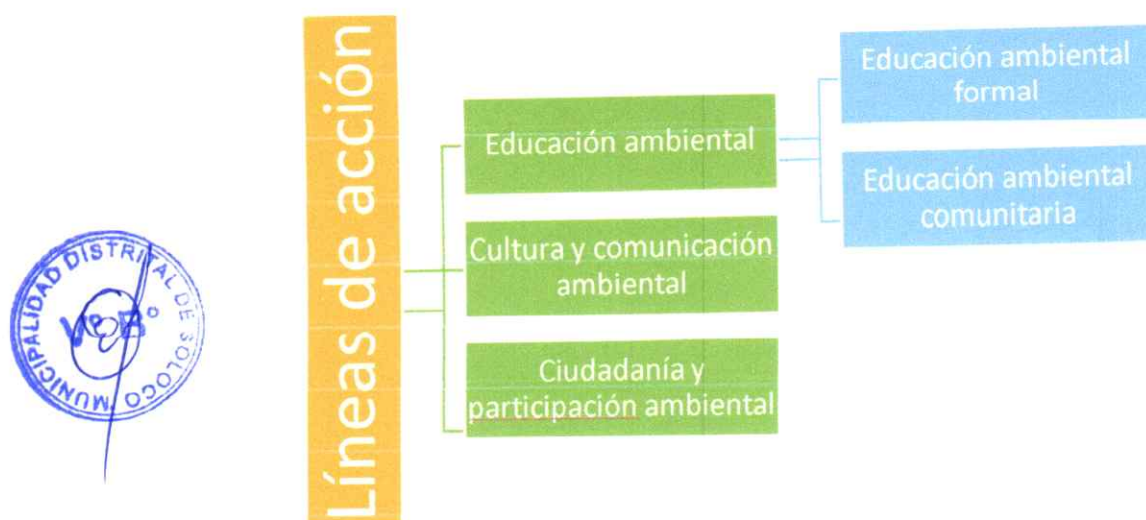 Líneas de acción
Educación ambiental
Cultura y comunicación
ambiental
Ciudadanía y
participación ambiental
Educación ambiental
formal
Educación ambiental
comunitaria
MUNICIPALIDAD DISTRITAL DE SOLOCO
V° B°